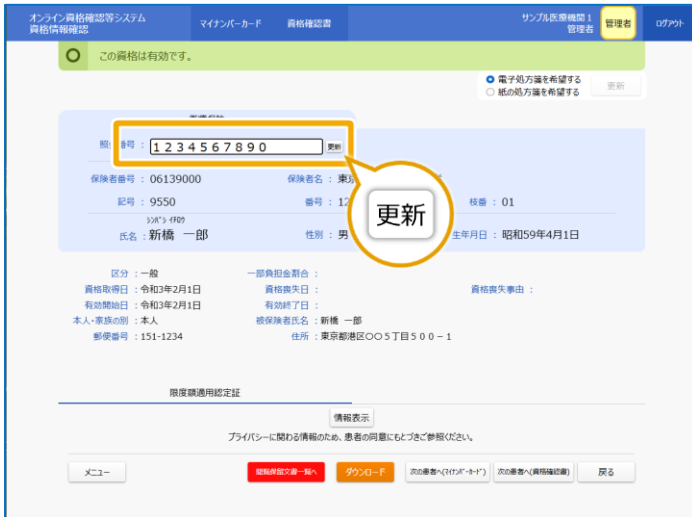 オンライン資格確認等システム
資格情報確認
マイナンバーカード 資格確認書
サンプル医療機関1
管理者
管理者
ログアウト
この資格は有効です。
電子処方箋を希望する
紙の処方箋を希望する
更新
番号 : 1234567890 更新
保険者番号 : 06139000 保険者名 : 東京
記号 : 9550 番号 : 12 枝番 : 01
更新
シンバシ イチロウ
氏名 : 新橋 一郎 性別 : 男 生年月日 : 昭和59年4月1日
区分 : 一般 一部負担金割合 :
資格取得日 : 令和3年2月1日 資格喪失日 : 資格喪失事由 :
有効開始日 : 令和3年2月1日 有効終了日 :
本人・家族の別 : 本人 被保険者氏名 : 新橋 一郎
郵便番号 : 151-1234 住所 : 東京都港区〇〇5丁目500-1
限度額適用認定証
情報表示
プライバシーに関わる情報のため、患者の同意にもとづきご参照ください。
メニュー 閲覧保留文書一覧へ ダウンロード 次の患者へ(マイナンバーカード) 次の患者へ(資格確認書) 戻る